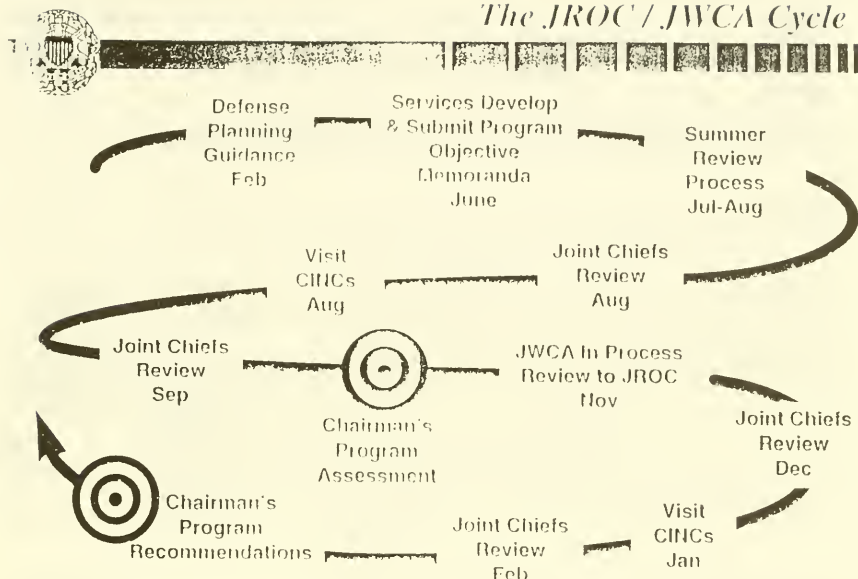 The JROC / JWCA Cycle
Defense
Planning
Guidance
Feb
Services Develop
& Submit Program
Objective
Memoranda
June
Summer
Review
Process
Jul-Aug
Joint Chiefs
Review
Aug
Visit
CINCs
Aug
Joint Chiefs
Review
Sep
Chairman's
Program
Assessment
JWCA In Process
Review to JROC
Nov
Joint Chiefs
Review
Dec
Visit
CINCs
Jan
Joint Chiefs
Review
Feb
Chairman's
Program
Recommendations